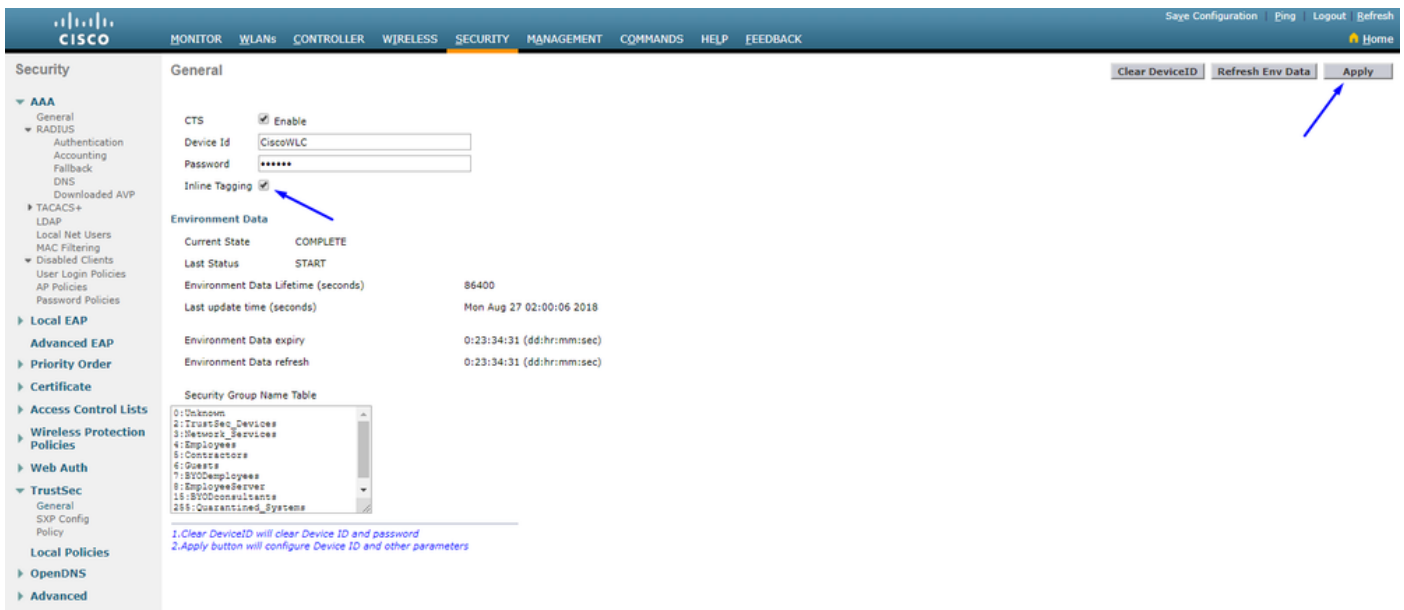 Save Configuration | Ping | Logout | Refresh
CISCO MONITOR WLANs CONTROLLER WIRELESS SECURITY MANAGEMENT COMMANDS HELP FEEDBACK Home
Security
AAA
General
RADIUS
Authentication
Accounting
Fallback
DNS
Downloaded AVP
TACACS+
LDAP
Local Net Users
MAC Filtering
Disabled Clients
User Login Policies
AP Policies
Password Policies
Local EAP
Advanced EAP
Priority Order
Certificate
Access Control Lists
Wireless Protection
Policies
Web Auth
TrustSec
General
SXP Config
Policy
Local Policies
OpenDNS
Advanced
General
Clear DeviceID Refresh Env Data Apply
CTS Enable
Device Id CiscoWLC
Password ••••••
Inline Tagging
Environment Data
Current State COMPLETE
Last Status START
Environment Data Lifetime (seconds) 86400
Last update time (seconds) Mon Aug 27 02:00:06 2018
Environment Data expiry 0:23:34:31 (dd:hr:mm:sec)
Environment Data refresh 0:23:34:31 (dd:hr:mm:sec)
Security Group Name Table
0:Unknown
2:TrustSec_Devices
3:Network_Services
4:Employees
5:Contractors
6:Guests
7:BYODemployees
8:EmployeeServer
15:BYODconsultants
255:Quarantined_Systems
1.Clear DeviceID will clear Device ID and password
2.Apply button will configure Device ID and other parameters